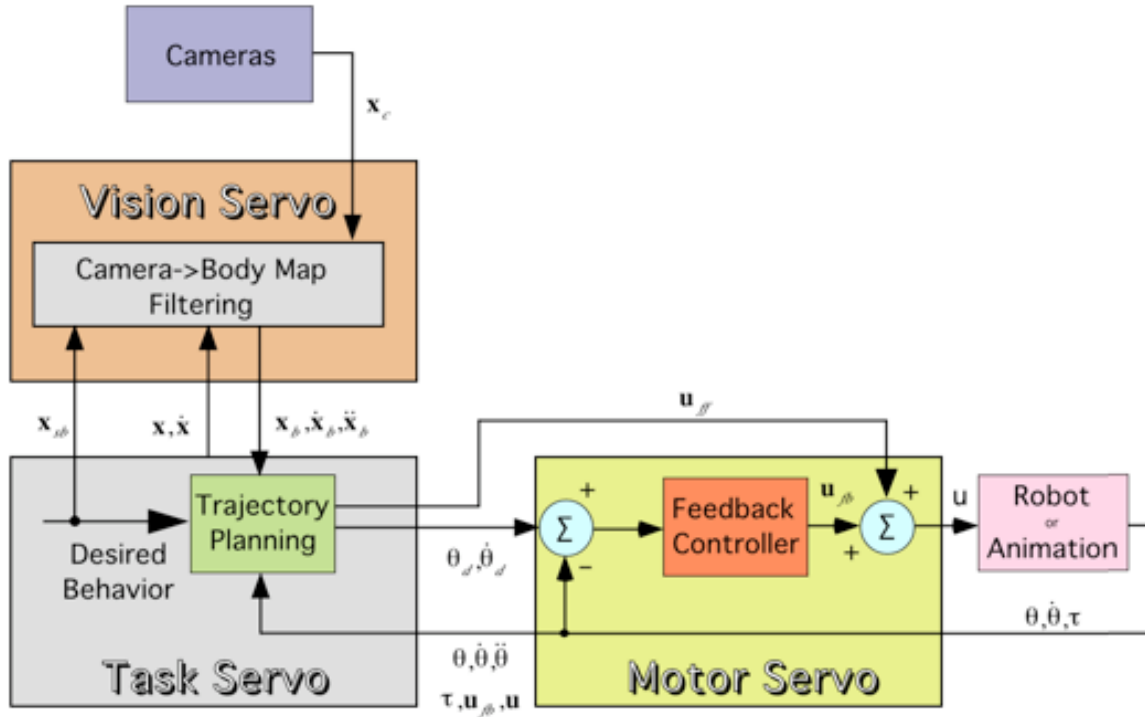 Cameras
x_c
Vision Servo
Camera->Body Map
Filtering
x_sb
x,ẋ
x_b,ẋ_b,ẍ_b
u_ff
Trajectory
Planning
Desired
Behavior
θ_d,θ̇_d
+
Σ
−
Feedback
Controller
u_fb
+
+
Σ
u
Robot
or
Animation
θ,θ̇,τ
θ,θ̇,θ̈
τ,u_fb,u
Task Servo
Motor Servo